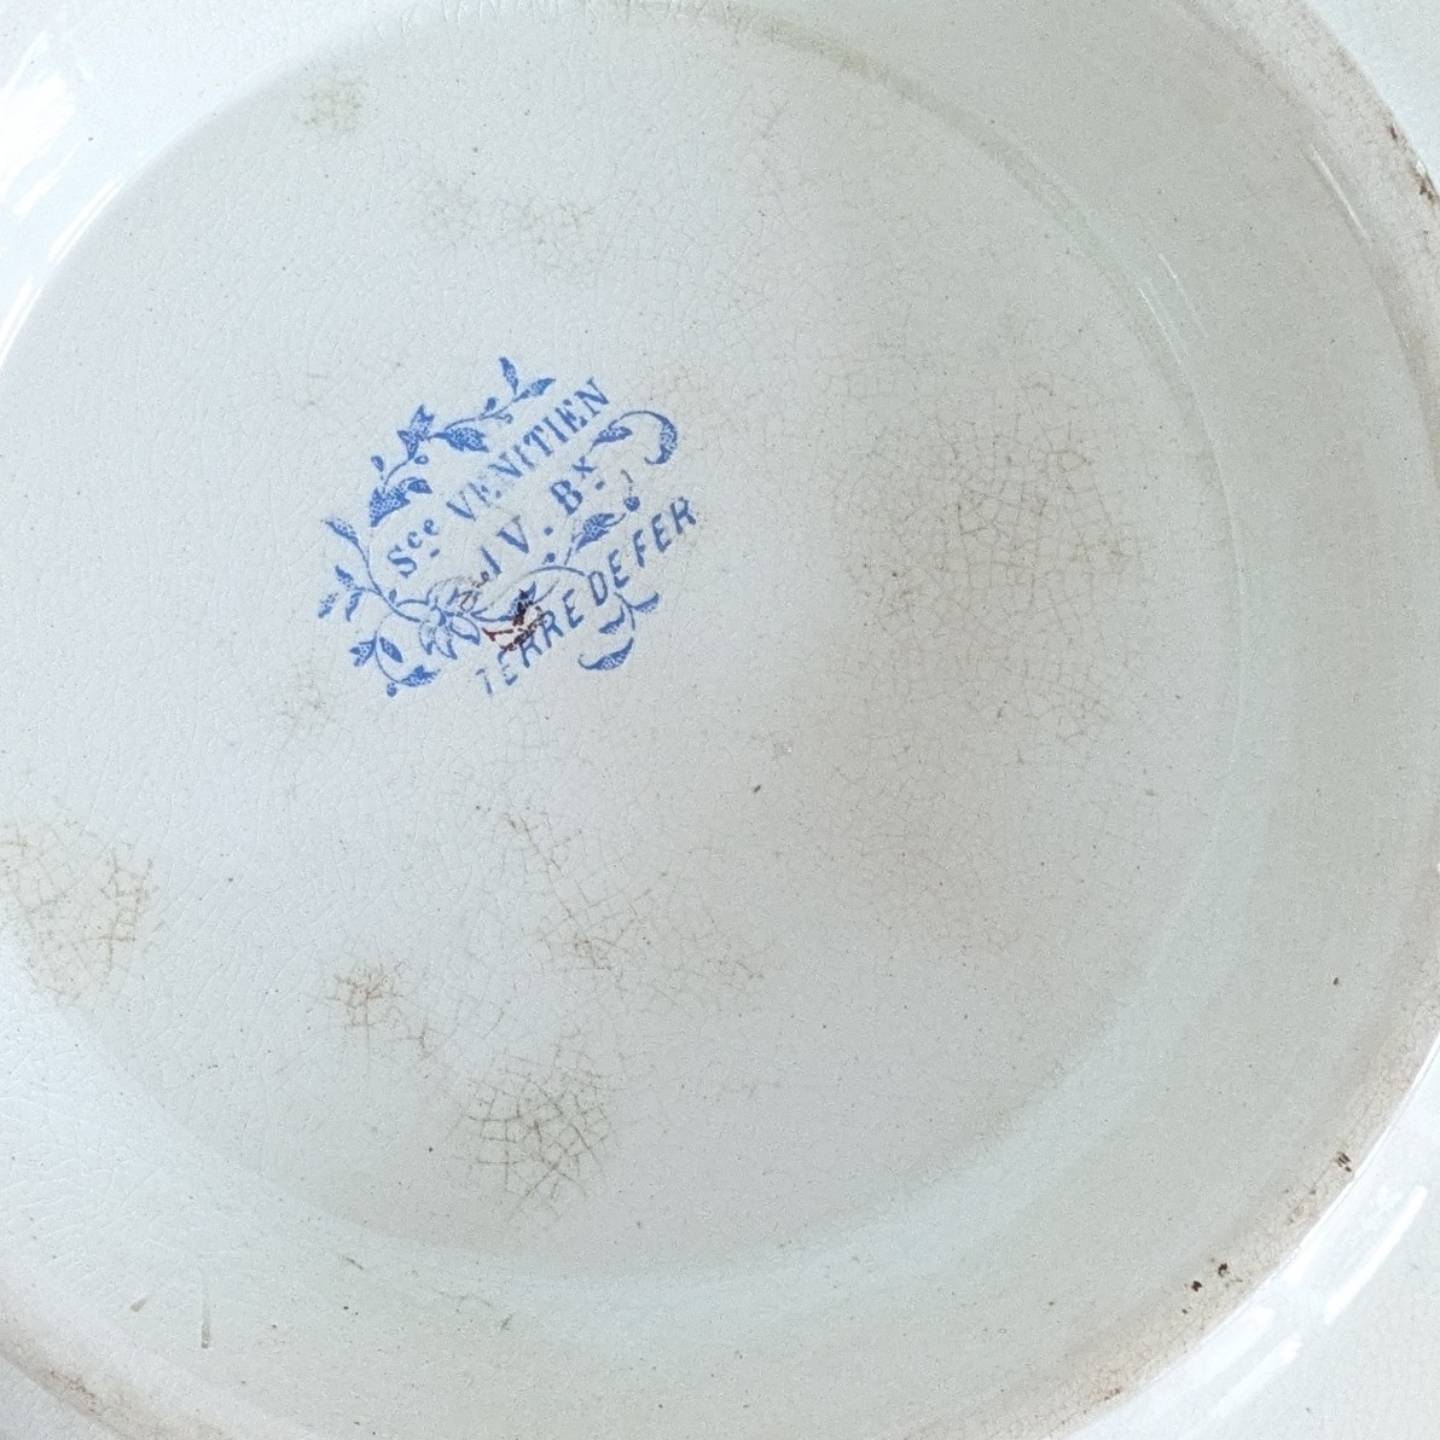 Sce VENITIEN
J V. Bx
TERRE DE FER